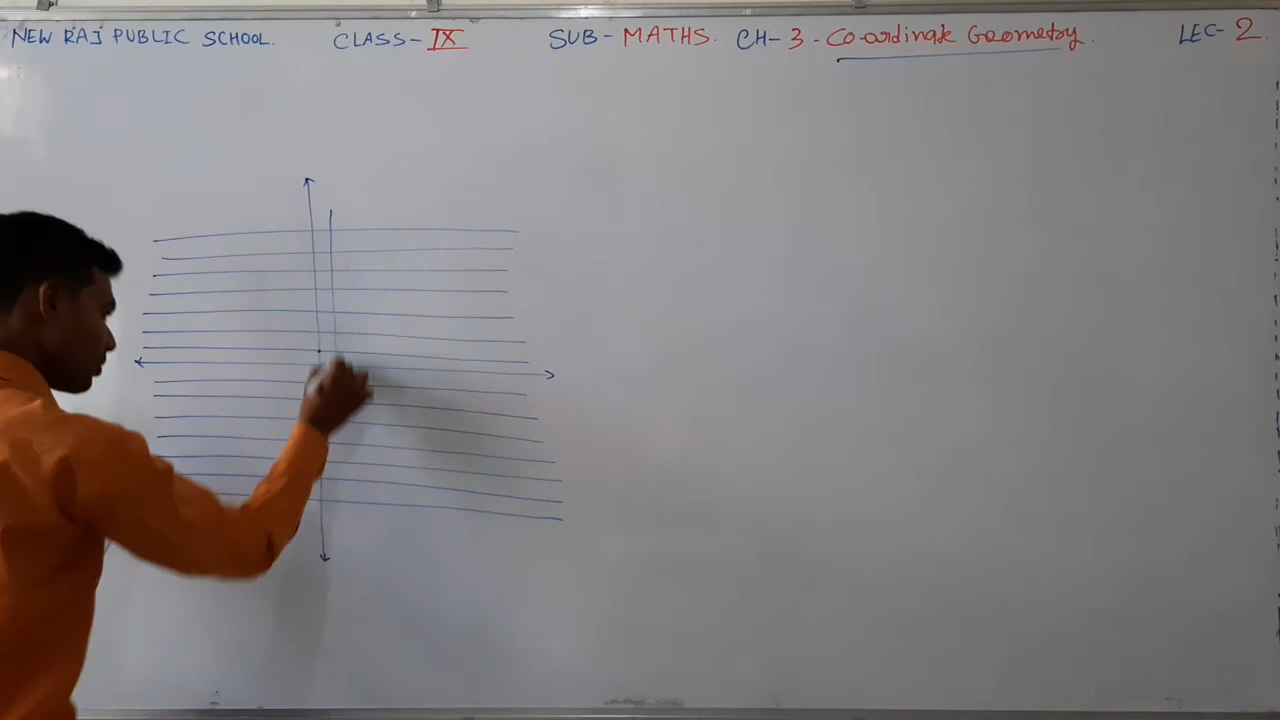 NEW RAJ PUBLIC SCHOOL. CLASS - IX SUB - MATHS. CH - 3 - Co-ordinate Geometry. LEC - 2.